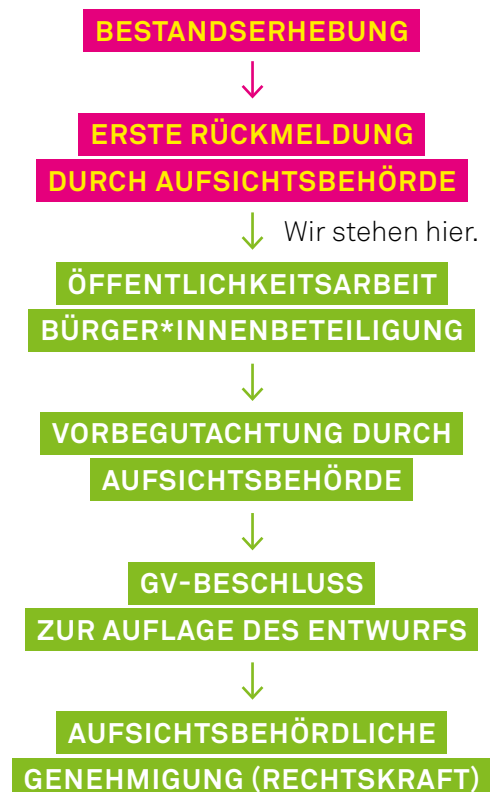 BESTANDSERHEBUNG
ERSTE RÜCKMELDUNG
DURCH AUFSICHTSBEHÖRDE
Wir stehen hier.
ÖFFENTLICHKEITSARBEIT
BÜRGER*INNENBETEILIGUNG
VORBEGUTACHTUNG DURCH
AUFSICHTSBEHÖRDE
GV-BESCHLUSS
ZUR AUFLAGE DES ENTWURFS
AUFSICHTSBEHÖRDLICHE
GENEHMIGUNG (RECHTSKRAFT)